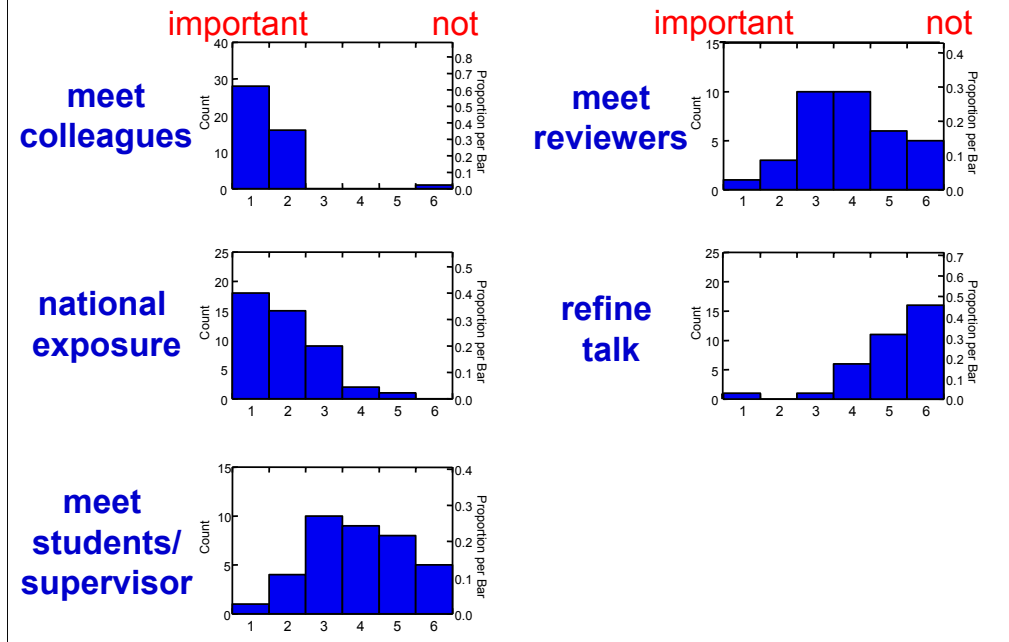 important not
meet
colleagues
Count
40
30
20
10
0
0.8
0.7
0.6
0.5
0.4
0.3
0.2
0.1
0.0
Proportion per Bar
1 2 3 4 5 6
national
exposure
Count
25
20
15
10
5
0
0.5
0.4
0.3
0.2
0.1
0.0
Proportion per Bar
1 2 3 4 5 6
meet
students/
supervisor
Count
15
10
5
0
0.4
0.3
0.2
0.1
0.0
Proportion per Bar
1 2 3 4 5 6
important not
meet
reviewers
Count
15
10
5
0
0.4
0.3
0.2
0.1
0.0
Proportion per Bar
1 2 3 4 5 6
refine
talk
Count
25
20
15
10
5
0
0.7
0.6
0.5
0.4
0.3
0.2
0.1
0.0
Proportion per Bar
1 2 3 4 5 6